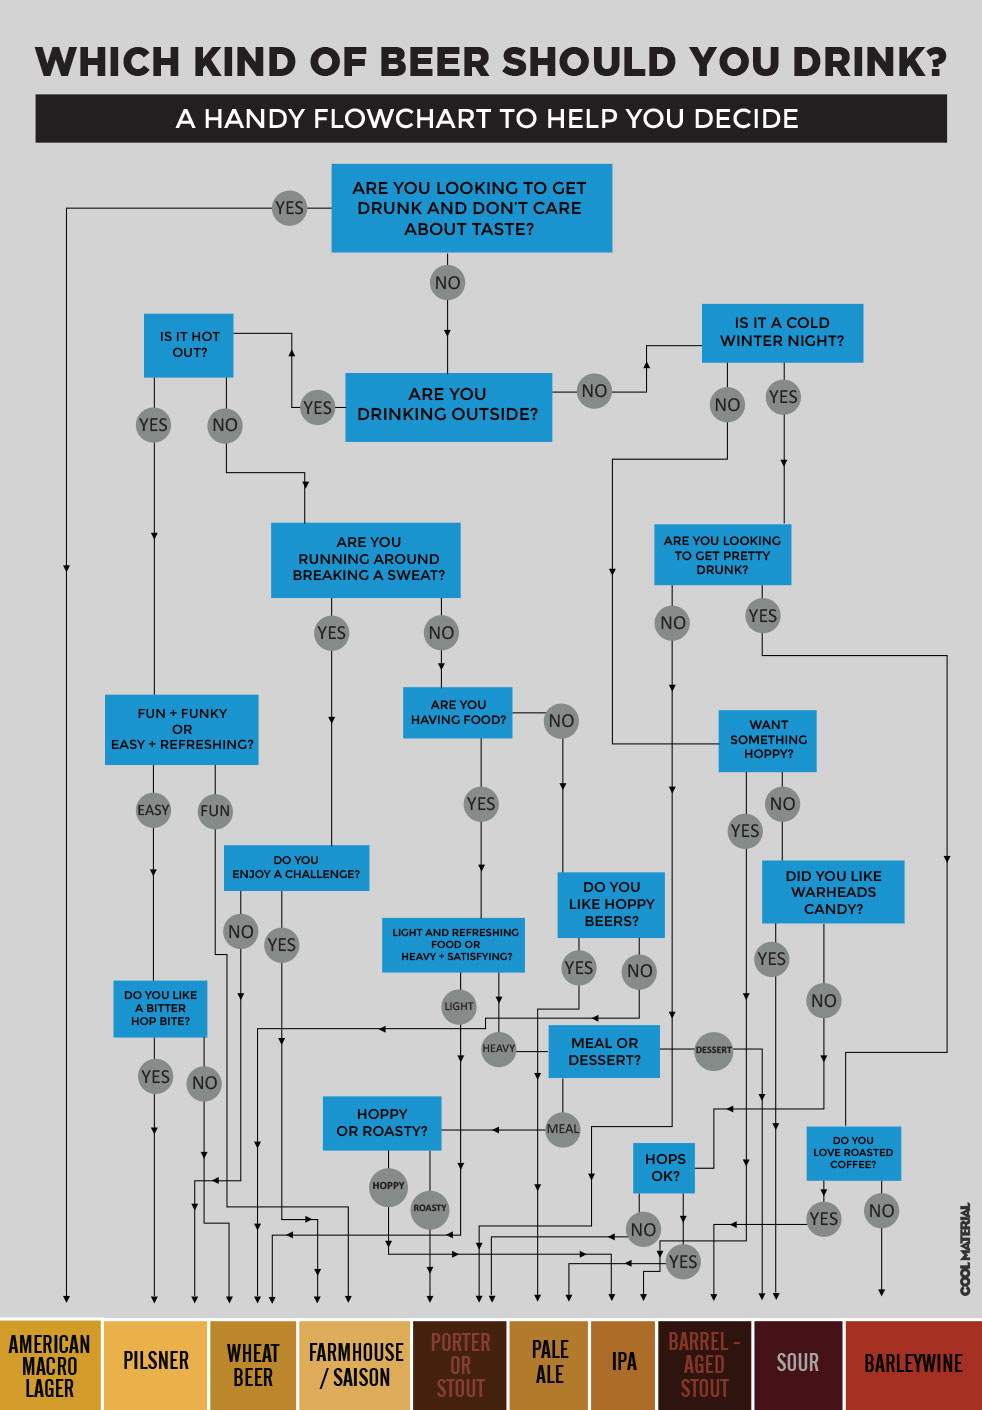 WHICH KIND OF BEER SHOULD YOU DRINK?
A HANDY FLOWCHART TO HELP YOU DECIDE
ARE YOU LOOKING TO GET
DRUNK AND DON'T CARE
ABOUT TASTE?
YES
NO
IS IT HOT
OUT?
IS IT A COLD
WINTER NIGHT?
ARE YOU
DRINKING OUTSIDE?
YES
NO
YES
NO
NO
YES
ARE YOU
RUNNING AROUND
BREAKING A SWEAT?
ARE YOU LOOKING
TO GET PRETTY
DRUNK?
YES
NO
NO
YES
FUN + FUNKY
OR
EASY + REFRESHING?
ARE YOU
HAVING FOOD?
NO
WANT
SOMETHING
HOPPY?
EASY
FUN
YES
YES
NO
DO YOU
ENJOY A CHALLENGE?
DO YOU
LIKE HOPPY
BEERS?
DID YOU LIKE
WARHEADS
CANDY?
NO
YES
LIGHT AND REFRESHING
FOOD OR
HEAVY + SATISFYING?
YES
NO
YES
NO
DO YOU LIKE
A BITTER
HOP BITE?
LIGHT
HEAVY
MEAL OR
DESSERT?
DESSERT
YES
NO
HOPPY
OR ROASTY?
MEAL
HOPS
OK?
DO YOU
LOVE ROASTED
COFFEE?
HOPPY
ROASTY
NO
YES
YES
NO
COOL MATERIAL
AMERICAN
MACRO
LAGER
PILSNER
WHEAT
BEER
FARMHOUSE
/ SAISON
PORTER
OR
STOUT
PALE
ALE
IPA
BARREL -
AGED
STOUT
SOUR
BARLEYWINE